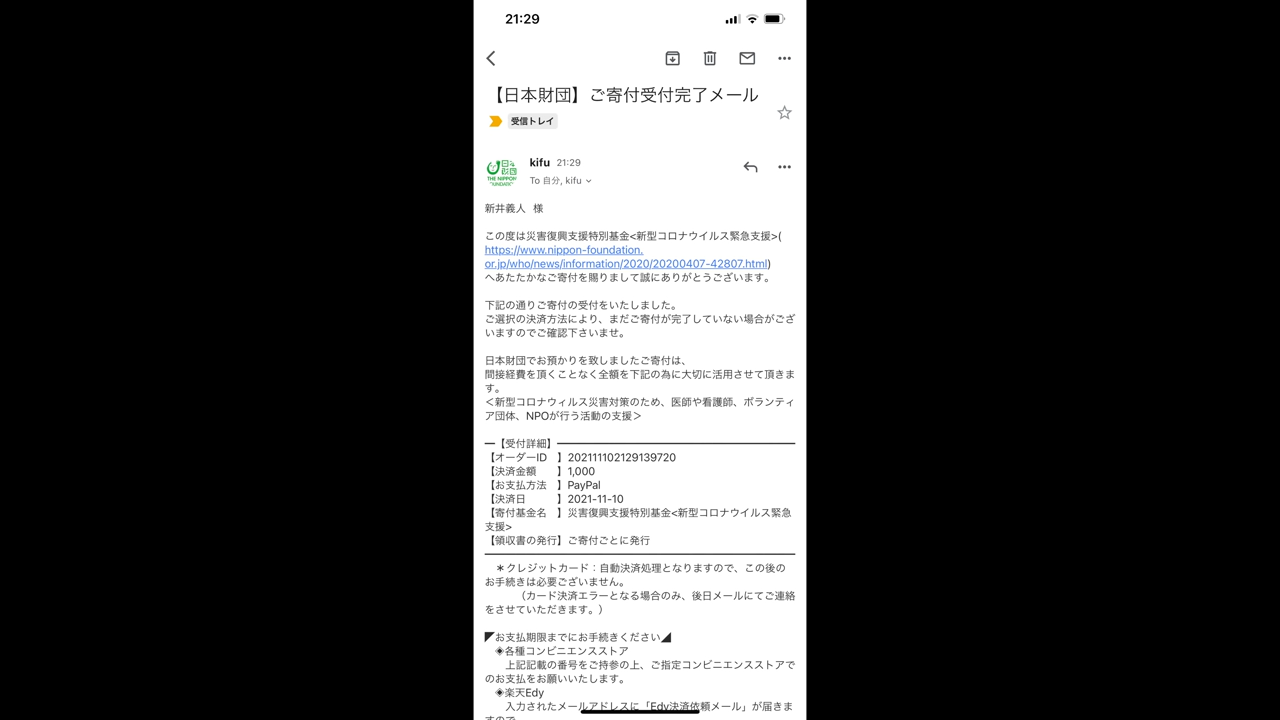 21:29
【日本財団】ご寄付受付完了メール
受信トレイ
日本財団
THE NIPPON
kifu 21:29
To 自分, kifu
新井義人 様
この度は災害復興支援特別基金<新型コロナウイルス緊急支援>(
https://www.nippon-foundation.
or.jp/who/news/information/2020/20200407-42807.html)
へあたたかなご寄付を賜りまして誠にありがとうございます。
下記の通りご寄付の受付をいたしました。
ご選択の決済方法により、まだご寄付が完了していない場合がござ
いますのでご確認下さいませ。
日本財団でお預かりを致しましたご寄付は、
間接経費を頂くことなく全額を下記の為に大切に活用させて頂きま
す。
＜新型コロナウィルス災害対策のため、医師や看護師、ボランティ
ア団体、NPOが行う活動の支援＞
━【受付詳細】━━━━━━━━━━━━━━━━━━━━━━━
【オーダーID 】202111102129139720
【決済金額 】1,000
【お支払方法 】PayPal
【決済日 】2021-11-10
【寄付基金名 】災害復興支援特別基金<新型コロナウイルス緊急
支援>
【領収書の発行】ご寄付ごとに発行
＊クレジットカード：自動決済処理となりますので、この後の
お手続きは必要ございません。
（カード決済エラーとなる場合のみ、後日メールにてご連絡
をさせていただきます。）
◤お支払期限までにお手続きください◢
◈各種コンビニエンスストア
上記記載の番号をご持参の上、ご指定コンビニエンスストアで
のお支払をお願いいたします。
◈楽天Edy
入力されたメールアドレスに「Edy決済依頼メール」が届きま
すので